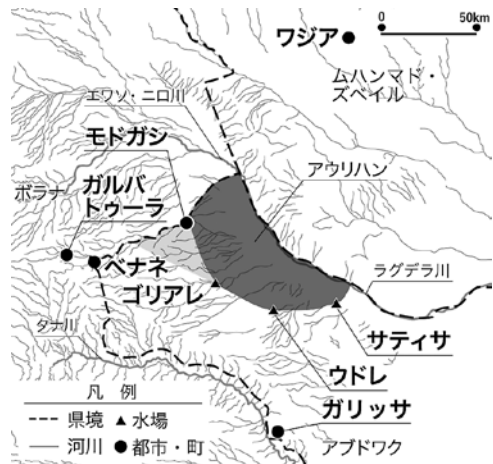 0 50km
ワジア
ムハンマド・
ズベイル
エワソ・ニロ川
モドガシ
アウリハン
ボラナ
ガルバ
トゥーラ
ベナネ
ゴリアレ
ラグデラ川
サティサ
タナ川
ウドレ
凡 例
県境 水場
河川 都市・町
ガリッサ
アブドワク